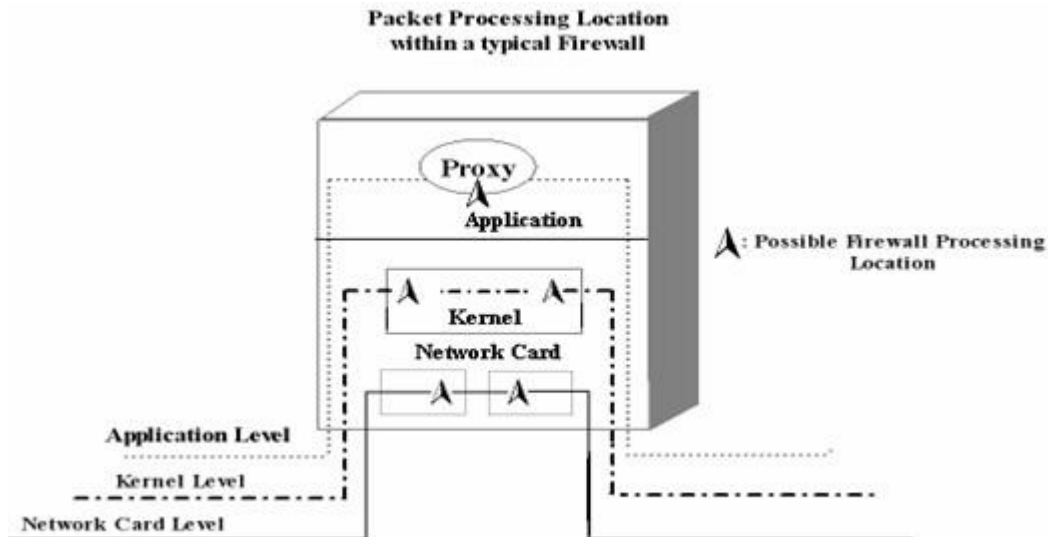 Packet Processing Location
within a typical Firewall
Proxy
Application
: Possible Firewall Processing
Location
Kernel
Network Card
Application Level
Kernel Level
Network Card Level